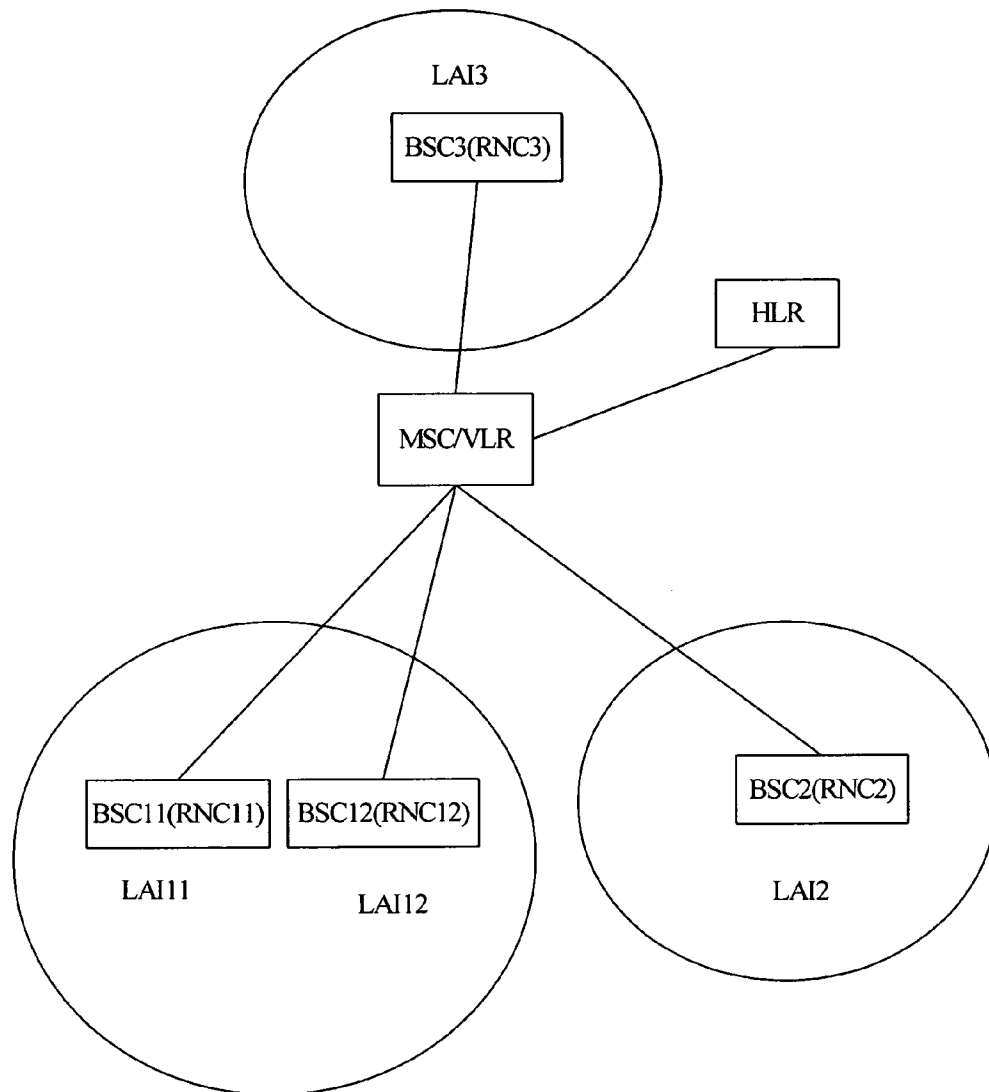 LAI3
BSC3(RNC3)
HLR
MSC/VLR
BSC11(RNC11)
BSC12(RNC12)
BSC2(RNC2)
LAI11
LAI12
LAI2